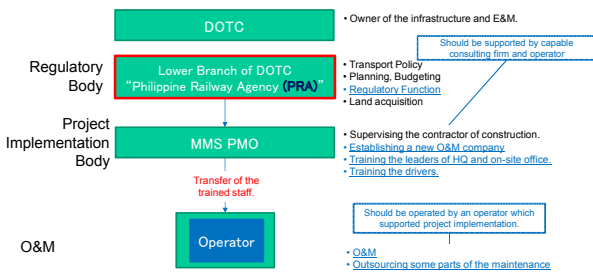 DOTC
• Owner of the infrastructure and E&M.
Should be supported by capable
consulting firm and operator
Regulatory
Body
Lower Branch of DOTC
"Philippine Railway Agency (PRA)"
• Transport Policy
• Planning, Budgeting
• Regulatory Function
• Land acquisition
Project
Implementation
Body
MMS PMO
• Supervising the contractor of construction.
• Establishing a new O&M company
• Training the leaders of HQ and on-site office.
• Training the drivers.
Transfer of the
trained staff.
Should be operated by an operator which
supported project implementation.
O&M
Operator
• O&M
• Outsourcing some parts of the maintenance